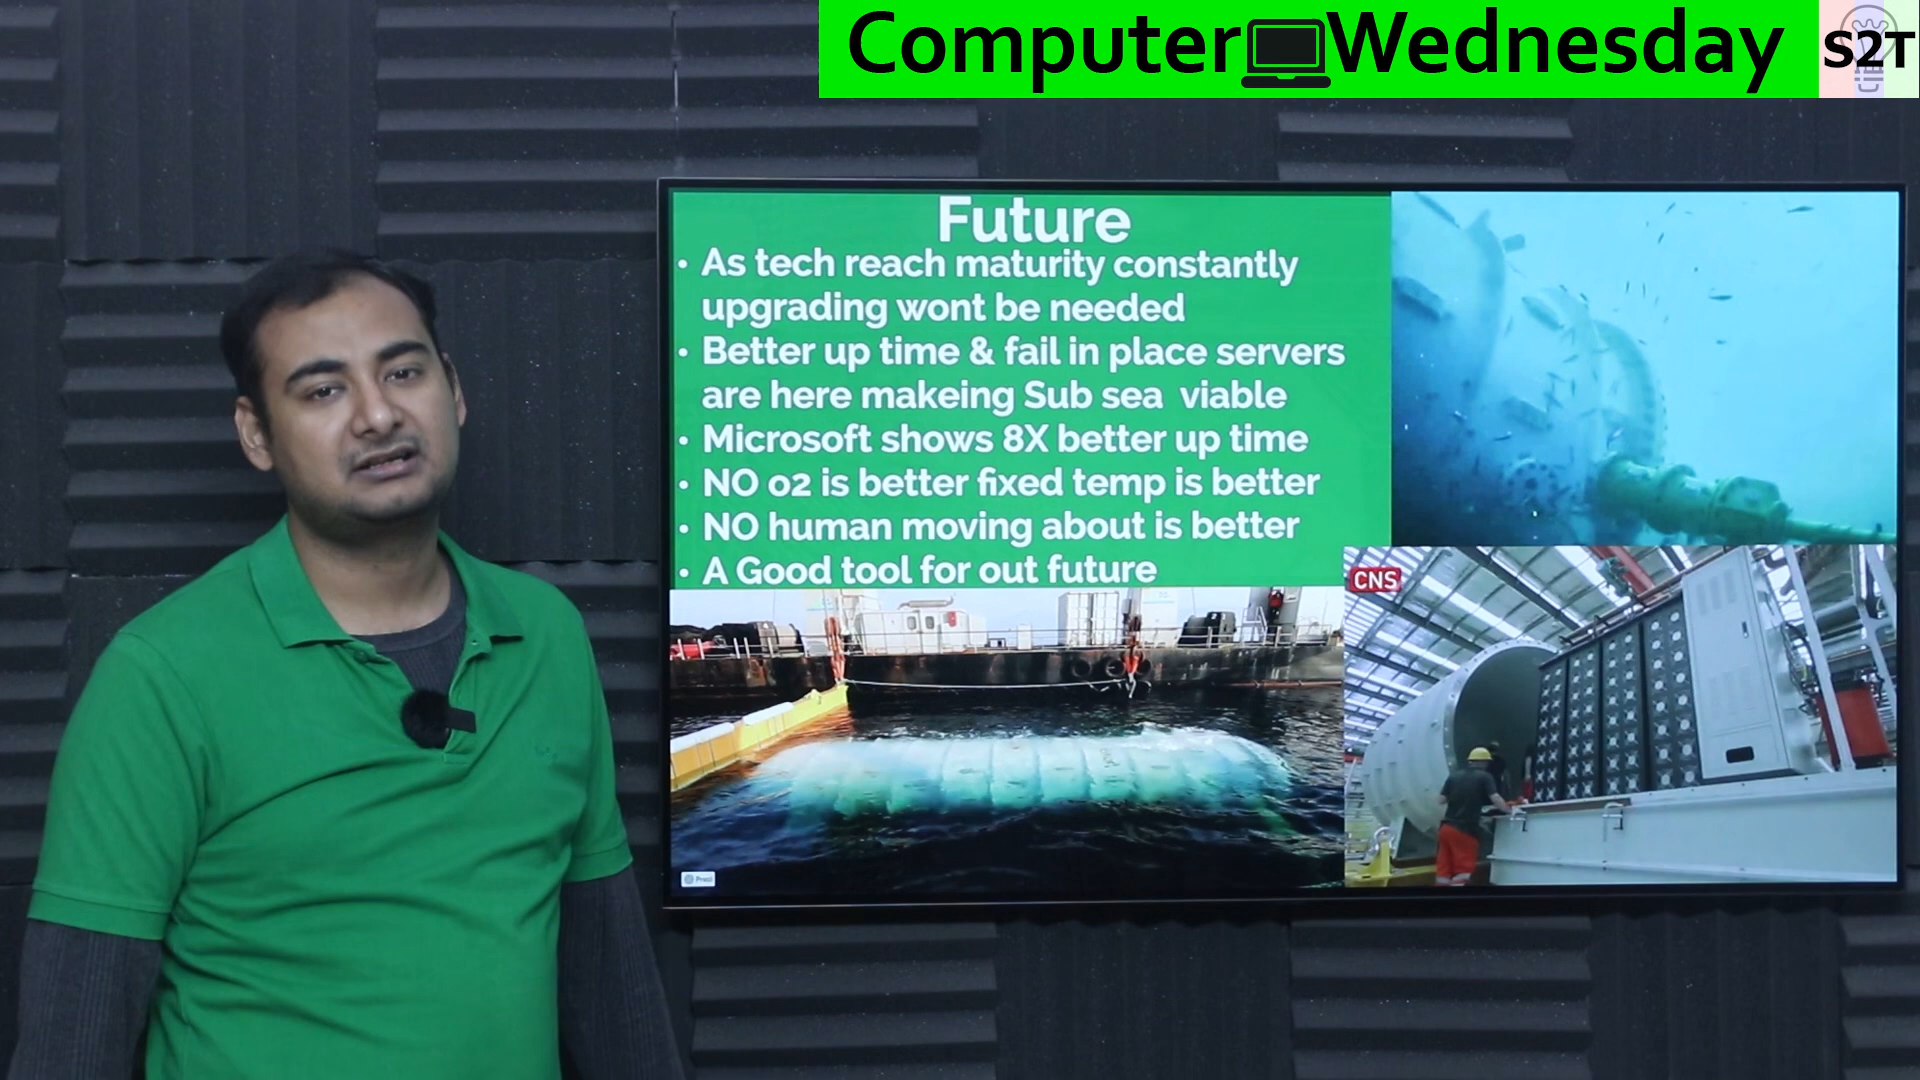 Computer Wednesday
S2T
Future
• As tech reach maturity constantly
upgrading wont be needed
• Better up time & fail in place servers
are here makeing Sub sea viable
• Microsoft shows 8X better up time
• NO o2 is better fixed temp is better
• NO human moving about is better
• A Good tool for out future
CNS
Prezi